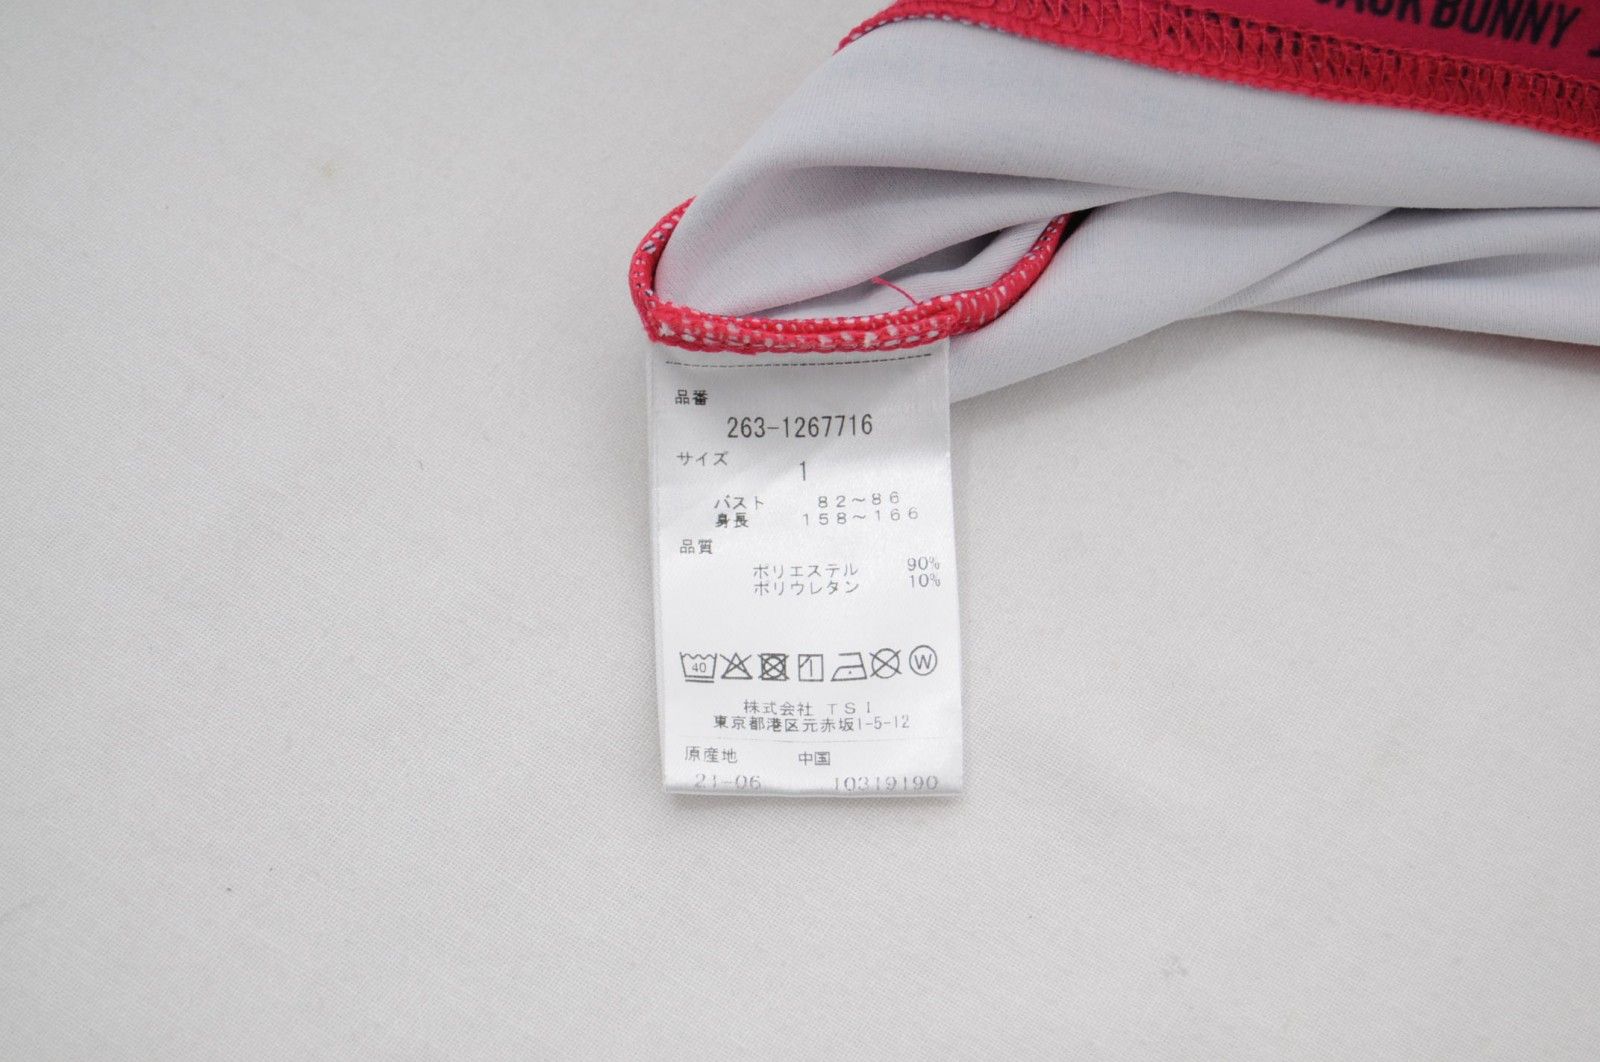 JACK BUNNY
品番
263-1267716
サイズ
1
バスト 82～86
身長 158～166
品質
ポリエステル 90%
ポリウレタン 10%
40 W
株式会社 TSI
東京都港区元赤坂1-5-12
原産地 中国
21-06 10319190